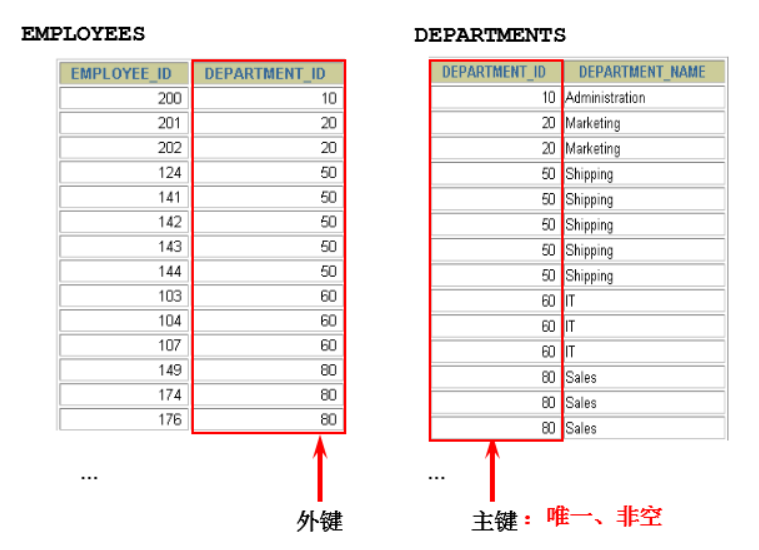 EMPLOYEES
EMPLOYEE_ID DEPARTMENT_ID
200 10
201 20
202 20
124 50
141 50
142 50
143 50
144 50
103 60
104 60
107 60
149 80
174 80
176 80
...
外键
DEPARTMENTS
DEPARTMENT_ID DEPARTMENT_NAME
10 Administration
20 Marketing
20 Marketing
50 Shipping
50 Shipping
50 Shipping
50 Shipping
50 Shipping
60 IT
60 IT
60 IT
80 Sales
80 Sales
80 Sales
...
主键：唯一、非空